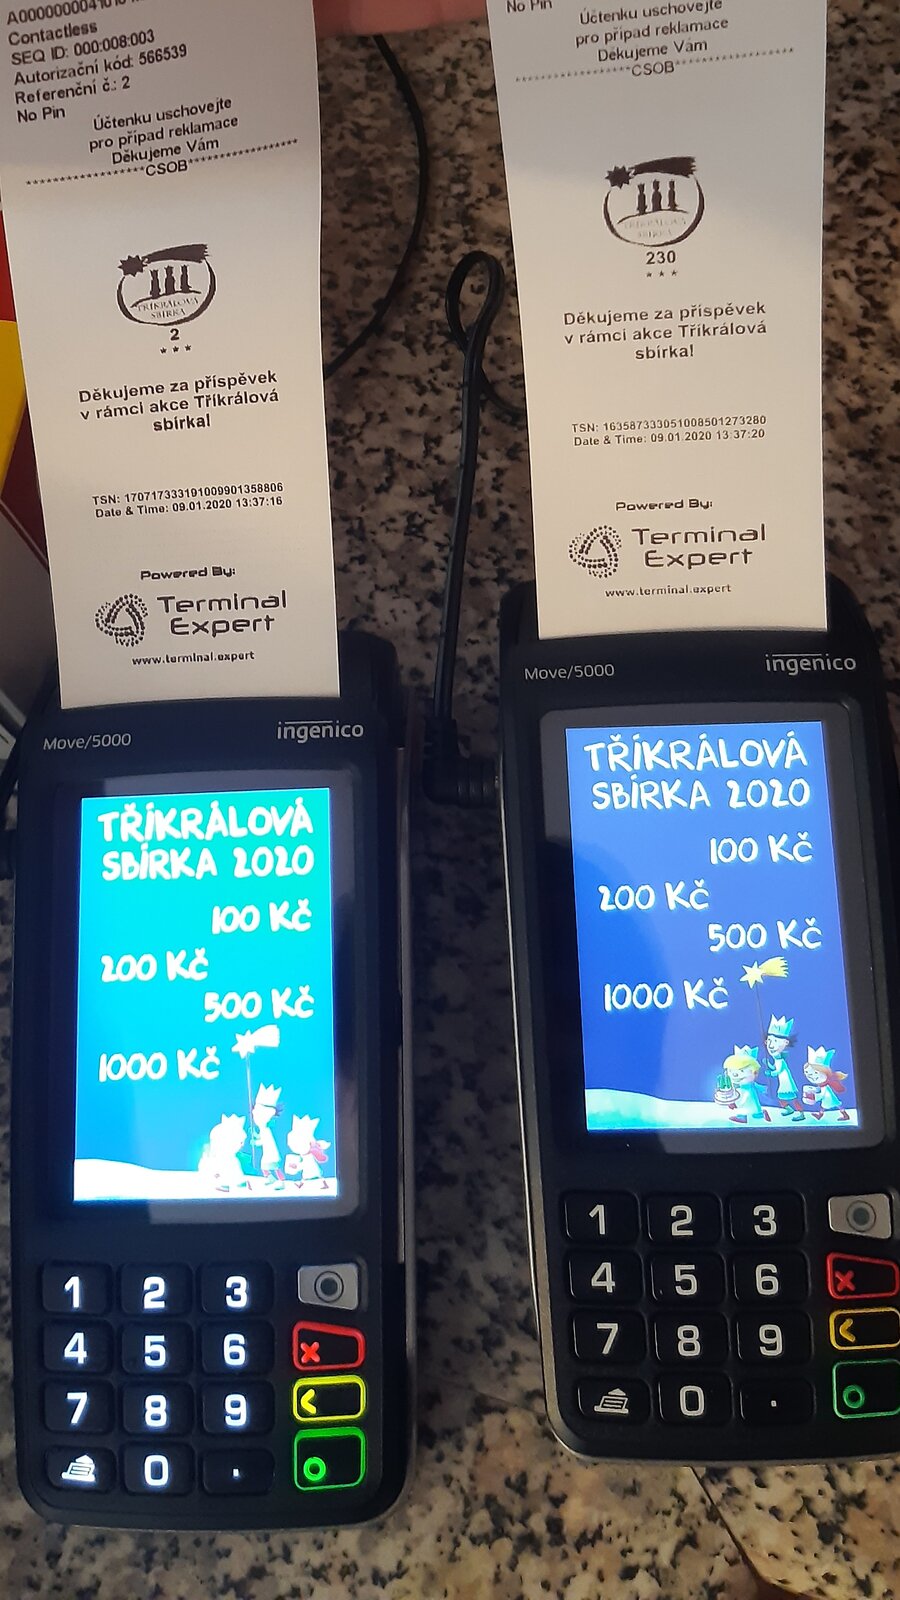 Contactless
SEQ ID: 000:008:003
Autorizační kód: 566539
Referenční č.: 2
No Pin
Účtenku uschovejte
pro případ reklamace
Děkujeme Vám
******************CSOB******************
TŘÍKRÁLOVÁ
SBÍRKA
2
* * *
Děkujeme za příspěvek
v rámci akce Tříkrálová
sbírka!
TSN: 170717333191009901358806
Date & Time: 09.01.2020 13:37:16
Powered By:
Terminal
Expert
www.terminal.expert
Move/5000
ingenico
TŘÍKRÁLOVÁ
SBÍRKA 2020
100 Kč
200 Kč
500 Kč
1000 Kč
1 2 3
4 5 6
7 8 9
0 .
No Pin
Účtenku uschovejte
pro případ reklamace
Děkujeme Vám
******************CSOB******************
TŘÍKRÁLOVÁ
SBÍRKA
230
* * *
Děkujeme za příspěvek
v rámci akce Tříkrálová
sbírka!
TSN: 163587333051008501273280
Date & Time: 09.01.2020 13:37:20
Powered By:
Terminal
Expert
www.terminal.expert
Move/5000
ingenico
TŘÍKRÁLOVÁ
SBÍRKA 2020
100 Kč
200 Kč
500 Kč
1000 Kč
1 2 3
4 5 6
7 8 9
0 .